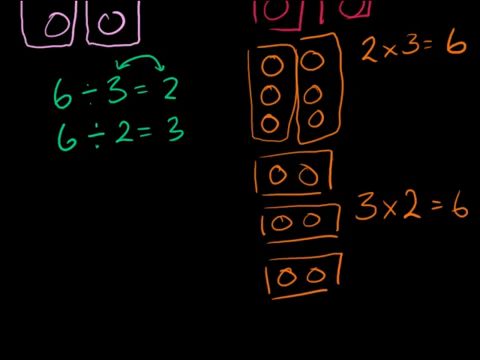 6 ÷ 3 = 2
6 ÷ 2 = 3
2 × 3 = 6
3 × 2 = 6